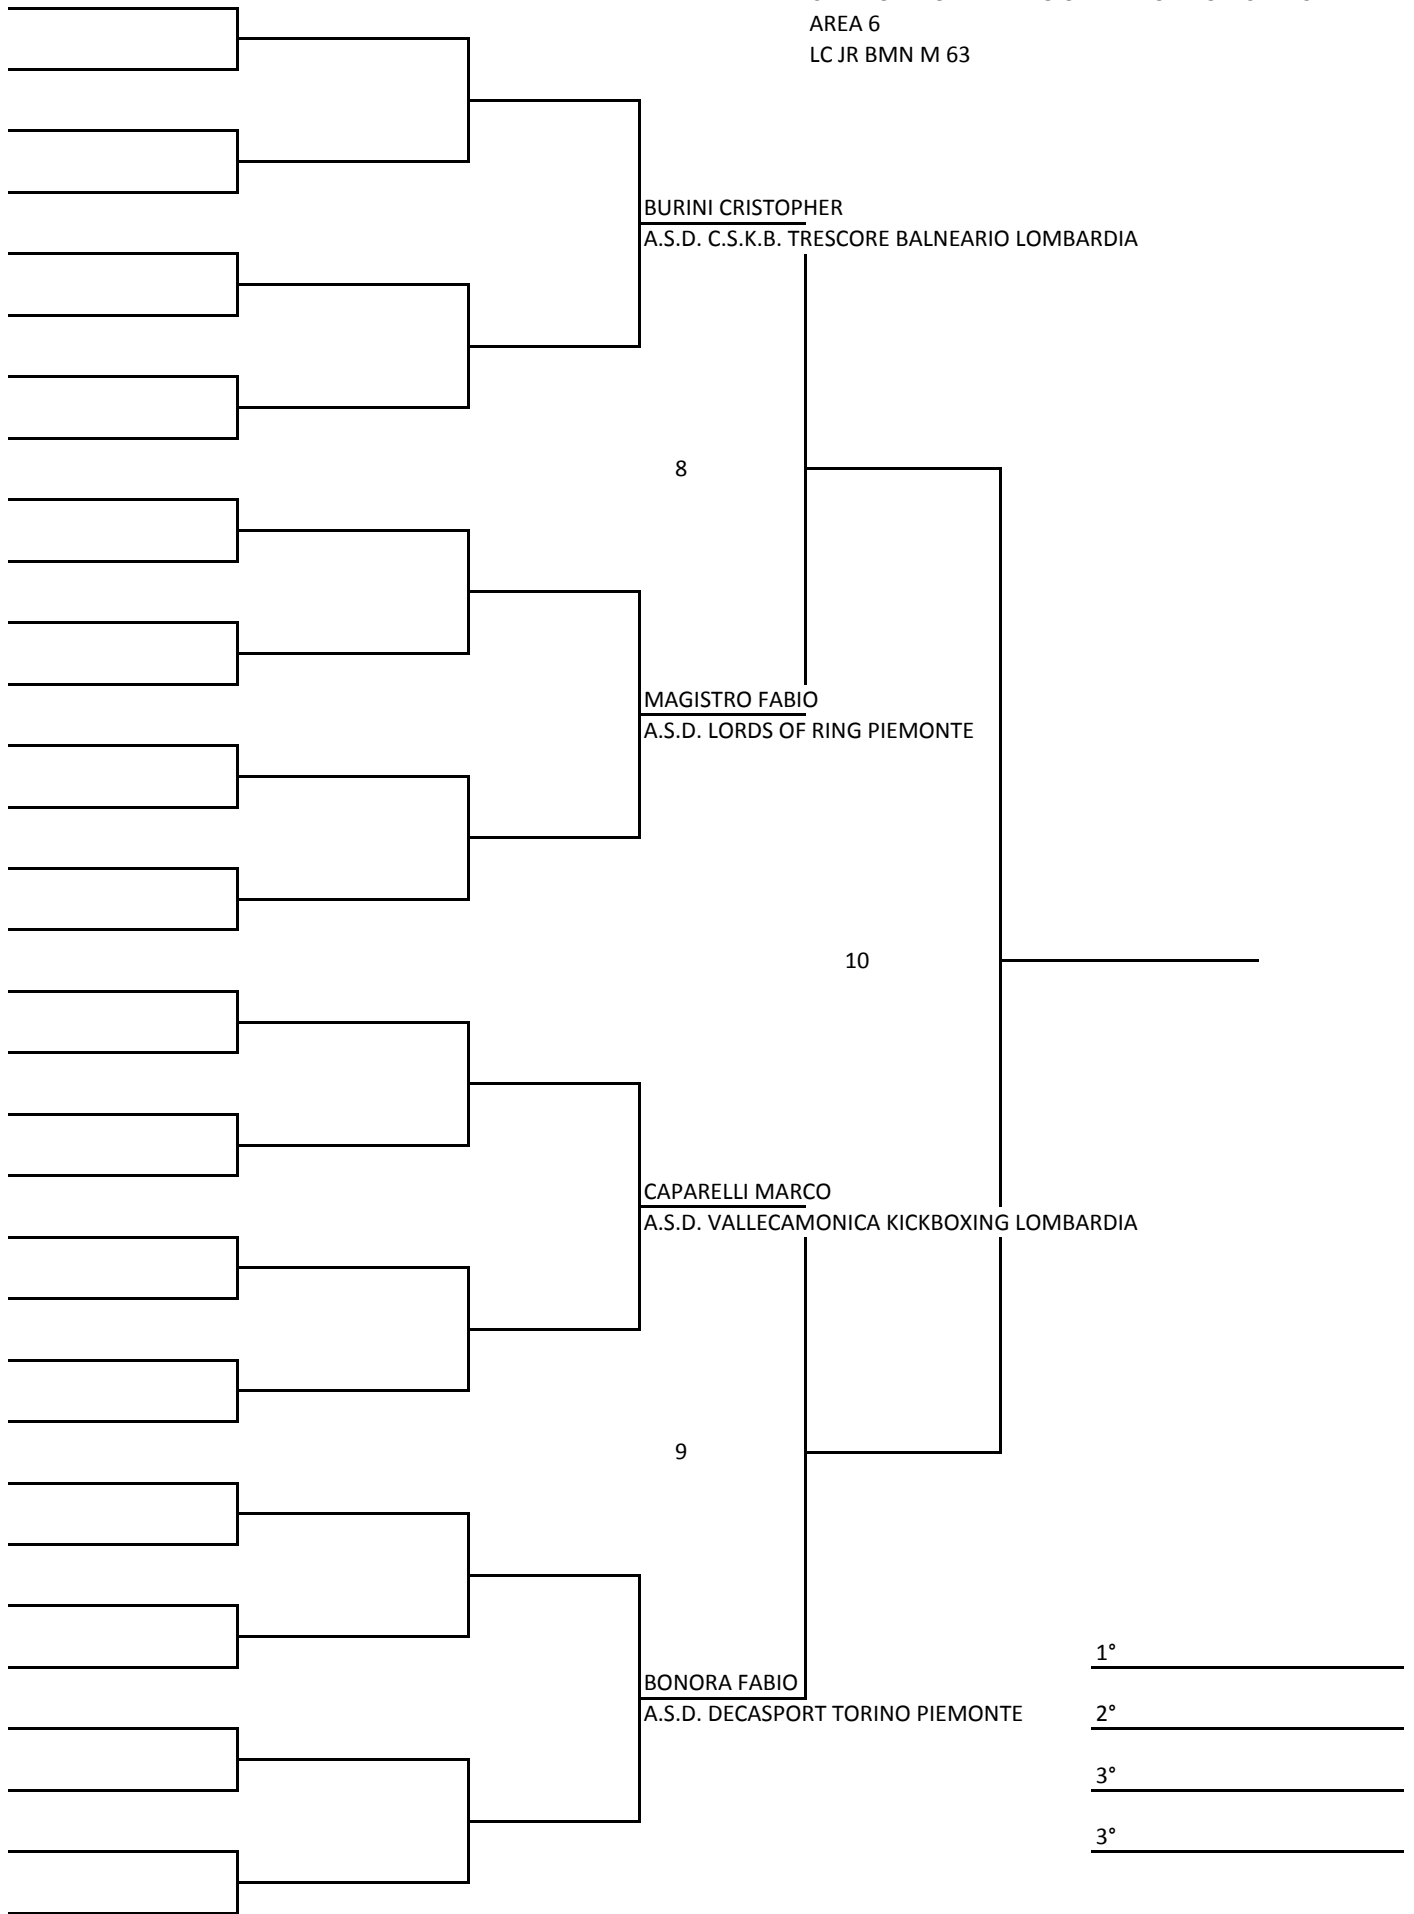 AREA 6
LC JR BMN M 63
BURINI CRISTOPHER
A.S.D. C.S.K.B. TRESCORE BALNEARIO LOMBARDIA
8
MAGISTRO FABIO
A.S.D. LORDS OF RING PIEMONTE
10
CAPARELLI MARCO
A.S.D. VALLECAMONICA KICKBOXING LOMBARDIA
9
1°
BONORA FABIO
A.S.D. DECASPORT TORINO PIEMONTE
2°
3°
3°